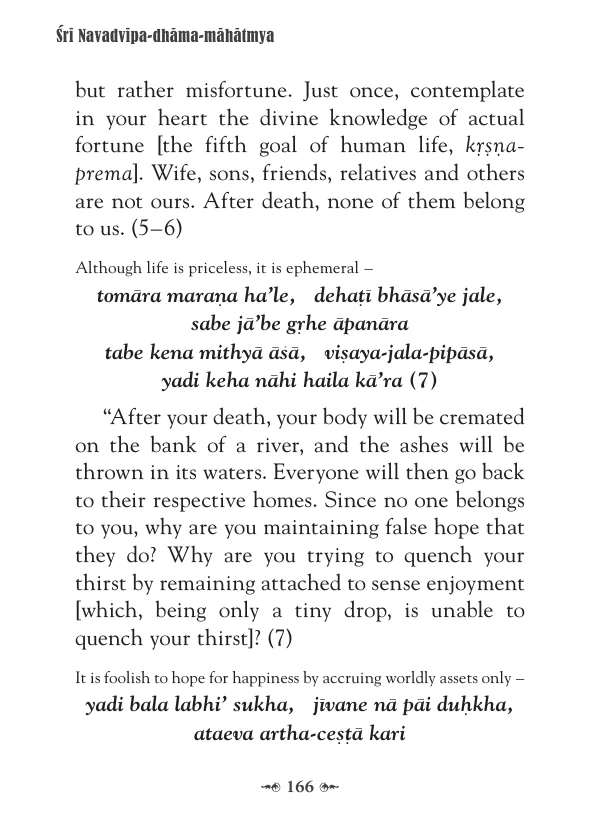 Śrī Navadvīpa-dhāma-māhātmya
but rather misfortune. Just once, contemplate
in your heart the divine knowledge of actual
fortune [the fifth goal of human life, kṛṣṇa-
prema]. Wife, sons, friends, relatives and others
are not ours. After death, none of them belong
to us. (5–6)
Although life is priceless, it is ephemeral –
tomāra maraṇa ha’le, dehaṭī bhāsā’ye jale,
sabe jā’be gṛhe āpanāra
tabe kena mithyā āśā, viṣaya-jala-pipāsā,
yadi keha nāhi haila kā’ra (7)
“After your death, your body will be cremated
on the bank of a river, and the ashes will be
thrown in its waters. Everyone will then go back
to their respective homes. Since no one belongs
to you, why are you maintaining false hope that
they do? Why are you trying to quench your
thirst by remaining attached to sense enjoyment
[which, being only a tiny drop, is unable to
quench your thirst]? (7)
It is foolish to hope for happiness by accruing worldly assets only –
yadi bala labhi’ sukha, jīvane nā pāi duḥkha,
ataeva artha-ceṣṭā kari
166